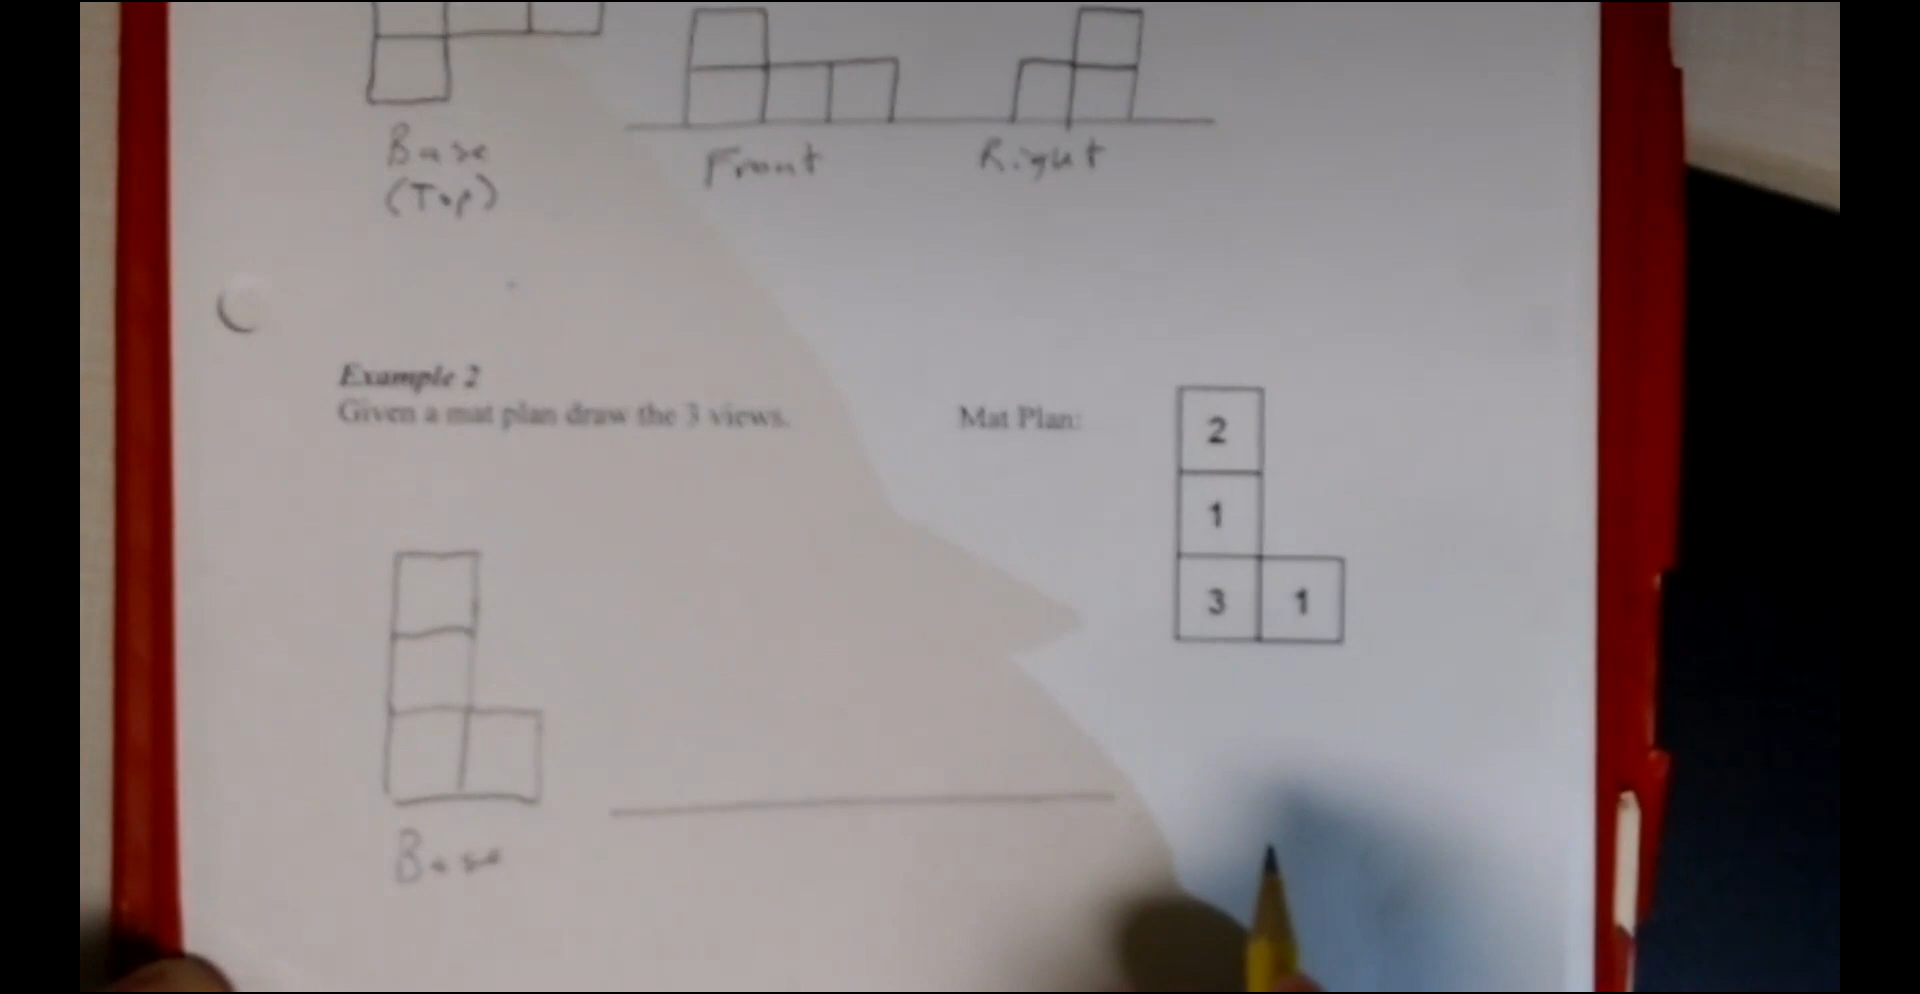 Base
(Top)
Front
Right
Example 2
Given a mat plan draw the 3 views.
Mat Plan:
2
1
3 1
Base